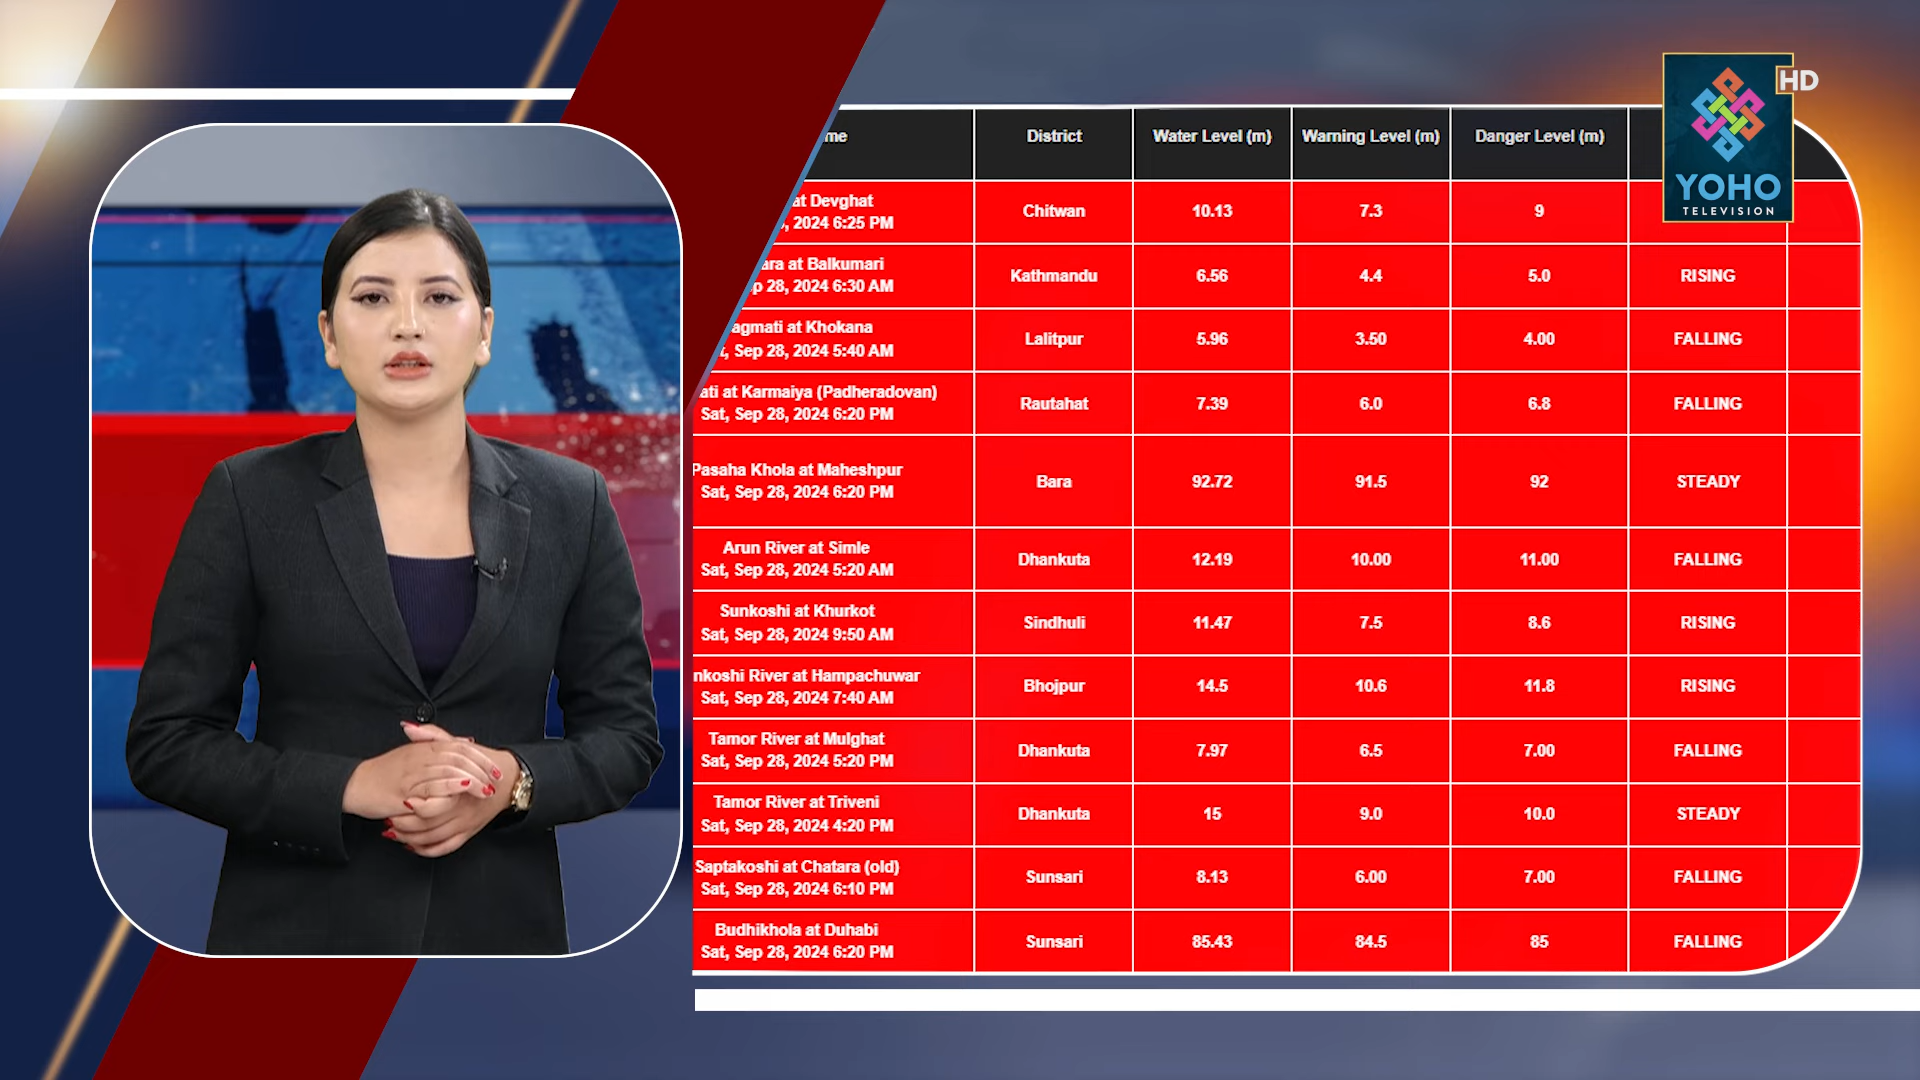 HD
YOHO
TELEVISION
District Water Level (m) Warning Level (m) Danger Level (m)
at Devghat
2024 6:25 PM
Chitwan 10.13 7.3 9
at Balkumari
28, 2024 6:30 AM
Kathmandu 6.56 4.4 5.0 RISING
at Khokana
Sep 28, 2024 5:40 AM
Lalitpur 5.96 3.50 4.00 FALLING
at Karmaiya (Padheradovan)
Sat, Sep 28, 2024 6:20 PM
Rautahat 7.39 6.0 6.8 FALLING
Pasaha Khola at Maheshpur
Sat, Sep 28, 2024 6:20 PM
Bara 92.72 91.5 92 STEADY
Arun River at Simle
Sat, Sep 28, 2024 5:20 AM
Dhankuta 12.19 10.00 11.00 FALLING
Sunkoshi at Khurkot
Sat, Sep 28, 2024 9:50 AM
Sindhuli 11.47 7.5 8.6 RISING
River at Hampachuwar
Sat, Sep 28, 2024 7:40 AM
Bhojpur 14.5 10.6 11.8 RISING
Tamor River at Mulghat
Sat, Sep 28, 2024 5:20 PM
Dhankuta 7.97 6.5 7.00 FALLING
Tamor River at Triveni
Sat, Sep 28, 2024 4:20 PM
Dhankuta 15 9.0 10.0 STEADY
Saptakoshi at Chatara (old)
Sat, Sep 28, 2024 6:10 PM
Sunsari 8.13 6.00 7.00 FALLING
Budhikhola at Duhabi
Sat, Sep 28, 2024 6:20 PM
Sunsari 85.43 84.5 85 FALLING